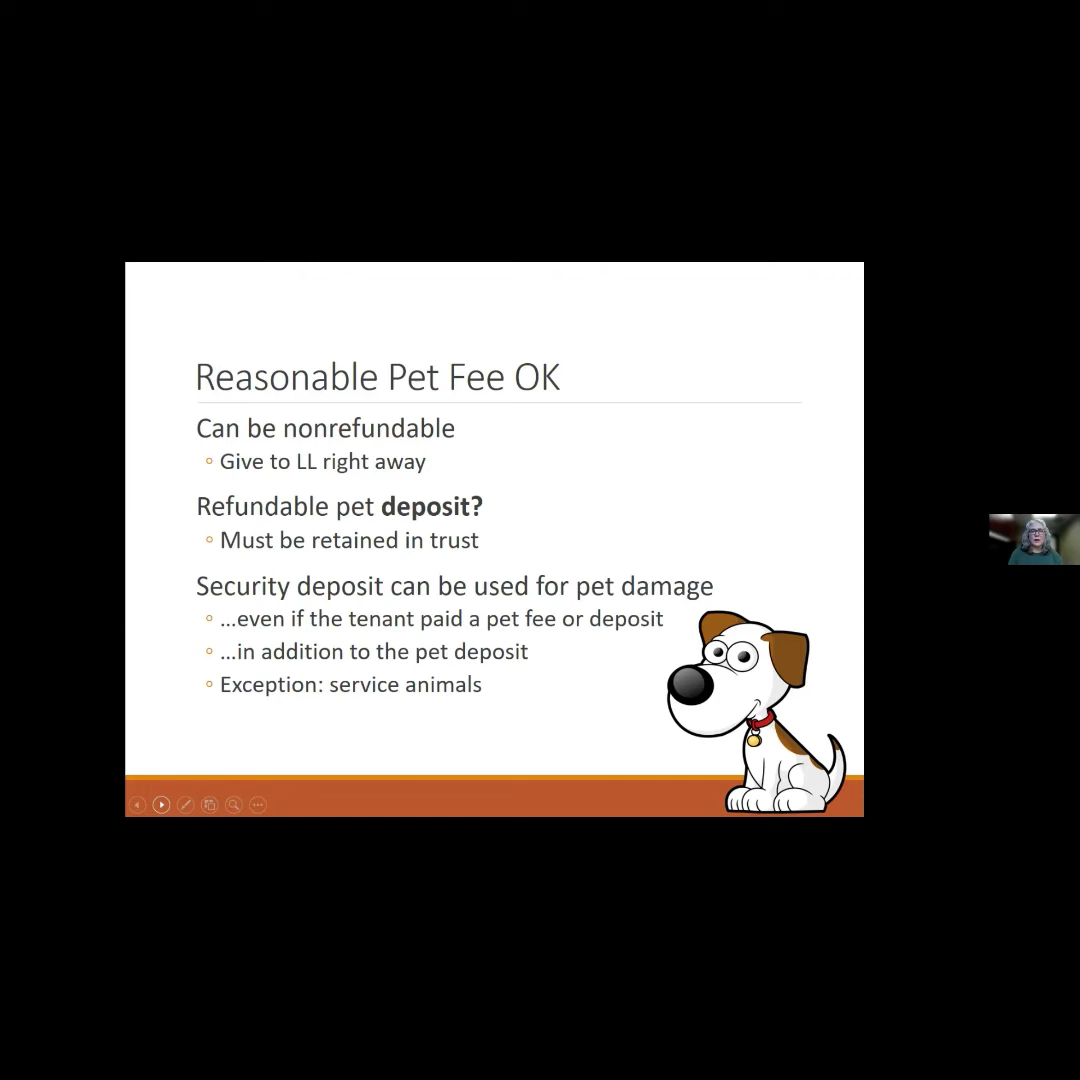 Reasonable Pet Fee OK
Can be nonrefundable
Give to LL right away
Refundable pet deposit?
Must be retained in trust
Security deposit can be used for pet damage
...even if the tenant paid a pet fee or deposit
...in addition to the pet deposit
Exception: service animals